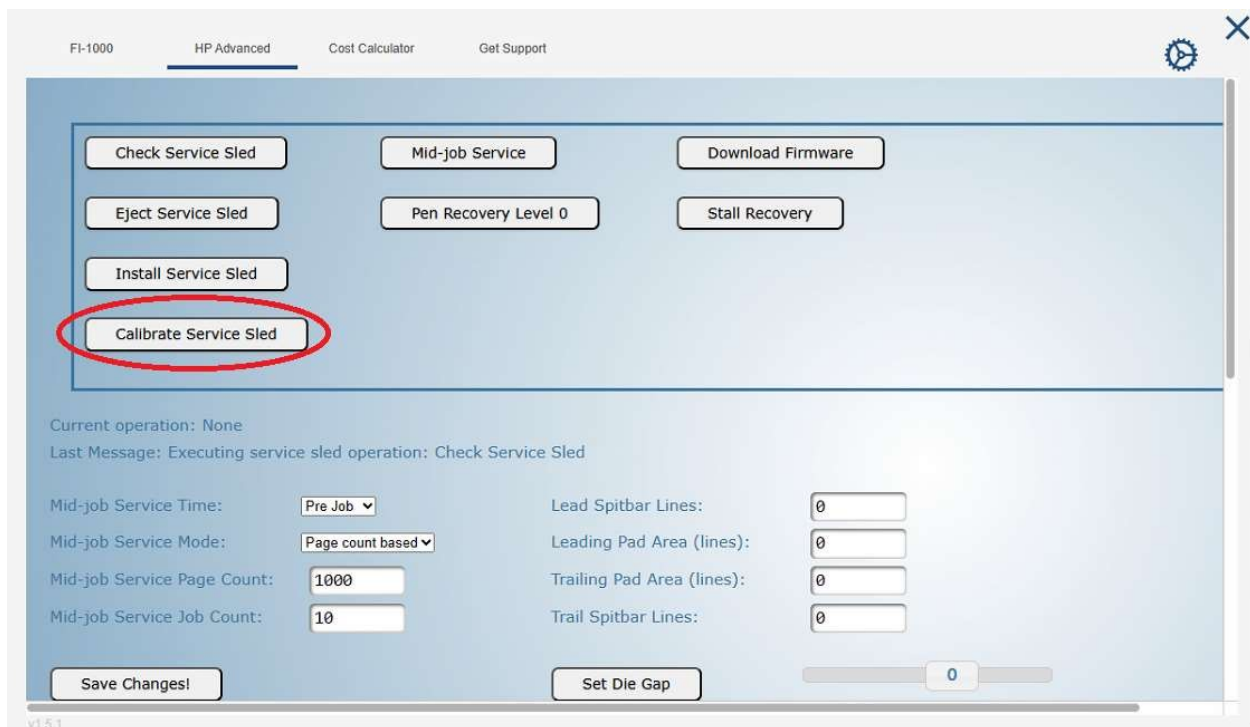 FI-1000 HP Advanced Cost Calculator Get Support
Check Service Sled Mid-job Service Download Firmware
Eject Service Sled Pen Recovery Level 0 Stall Recovery
Install Service Sled
Calibrate Service Sled
Current operation: None
Last Message: Executing service sled operation: Check Service Sled
Mid-job Service Time: Pre Job Lead Spitbar Lines: 0
Mid-job Service Mode: Page count based Leading Pad Area (lines): 0
Mid-job Service Page Count: 1000 Trailing Pad Area (lines): 0
Mid-job Service Job Count: 10 Trail Spitbar Lines: 0
Save Changes! Set Die Gap 0
v1.5.1